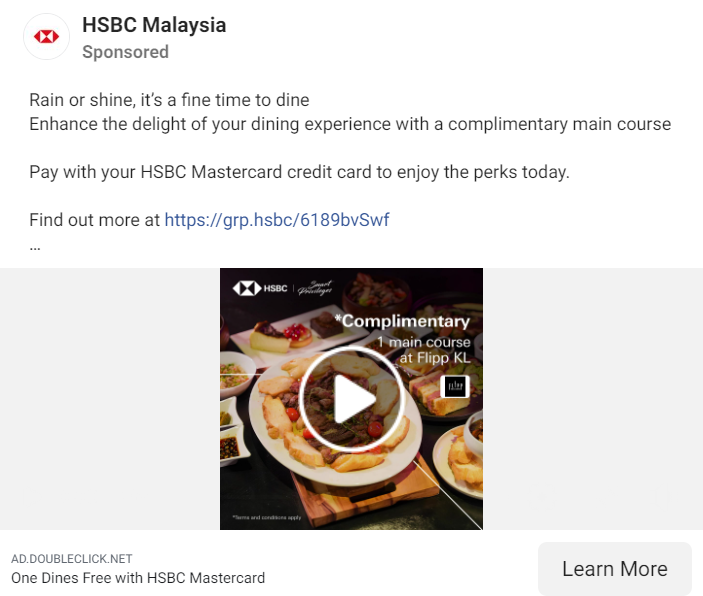 HSBC Malaysia
Sponsored
Rain or shine, it’s a fine time to dine
Enhance the delight of your dining experience with a complimentary main course
Pay with your HSBC Mastercard credit card to enjoy the perks today.
Find out more at https://grp.hsbc/6189bvSwf
...
HSBC | Smart Privileges
*Complimentary
1 main course
at Flipp KL
*Terms and conditions apply
AD.DOUBLECLICK.NET
One Dines Free with HSBC Mastercard
Learn More